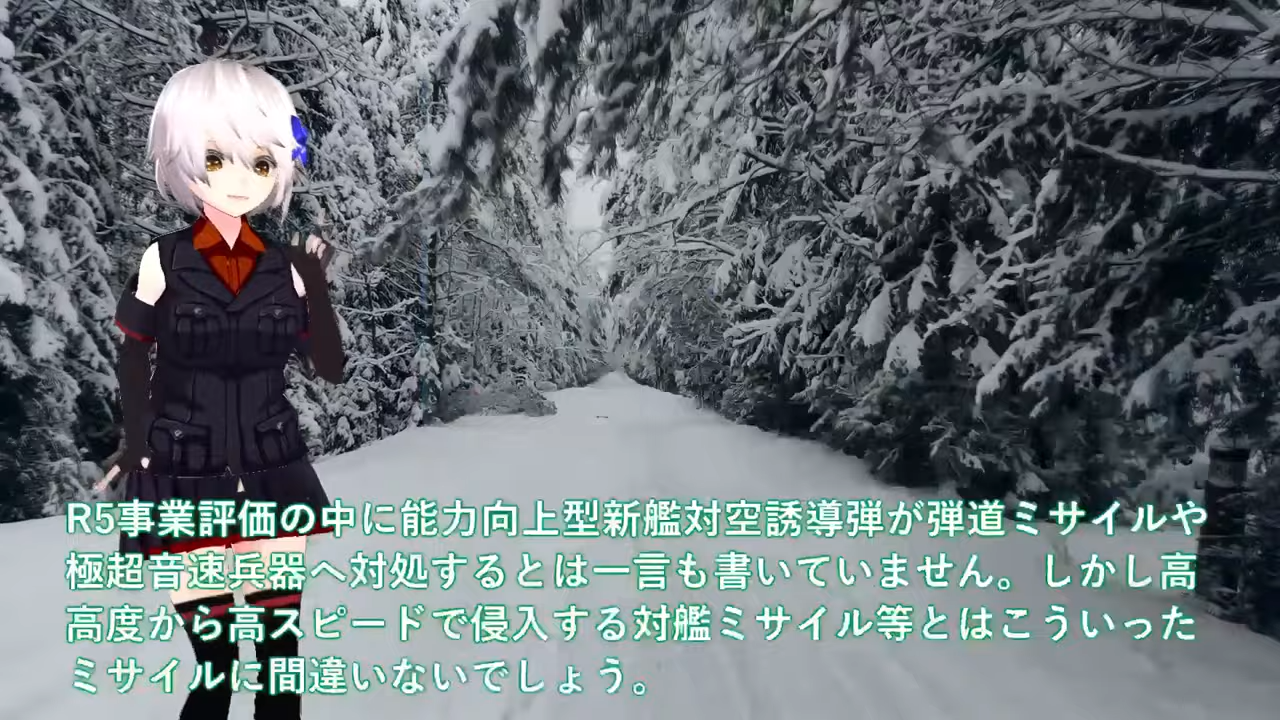 R5事業評価の中に能力向上型新艦対空誘導弾が弾道ミサイルや
極超音速兵器へ対処するとは一言も書いていません。しかし高
高度から高スピードで侵入する対艦ミサイル等とはこういった
ミサイルに間違いないでしょう。